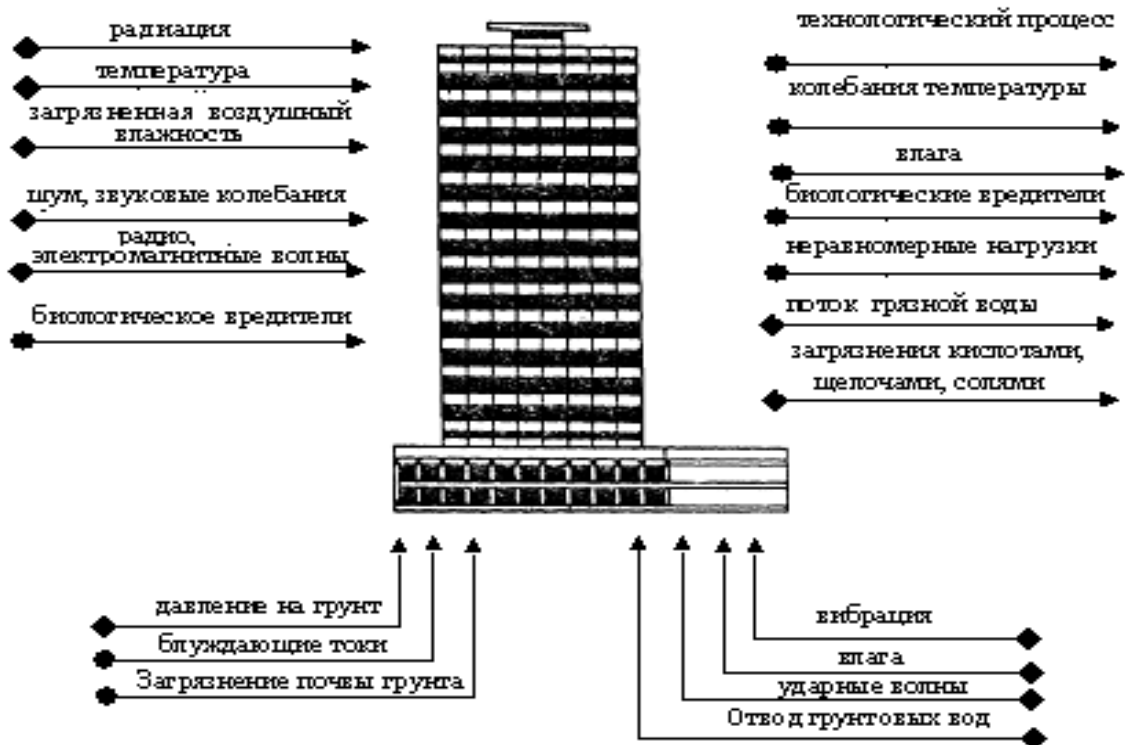 радиация
температура
загрязненная воздушный
влажность
шум, звуковые колебания
радио,
электромагнитные волны
биологическое вредители
технологический процесс
колебания температуры
влага
биологические вредители
неравномерные нагрузки
поток грязной воды
загрязнения кислотами,
щелочами, солями
давление на грунт
блуждающие токи
Загрязнение почвы грунта
вибрация
влага
ударные волны
Отвод грунтовых вод